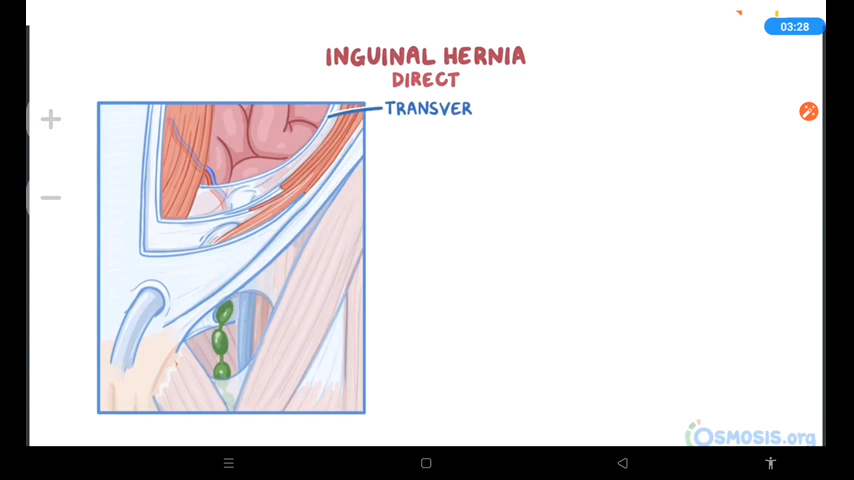 03:28
INGUINAL HERNIA
DIRECT
TRANSVER
OSMOSIS.org